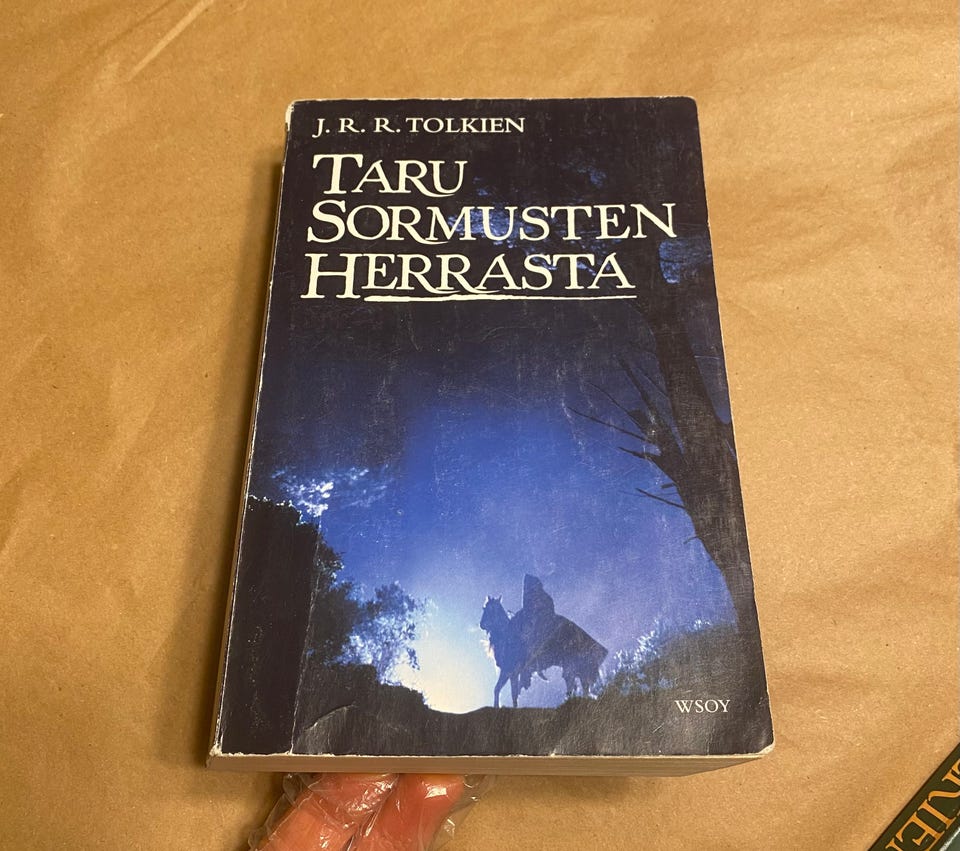 J. R. R. TOLKIEN
TARU
SORMUSTEN
HERRASTA
WSOY